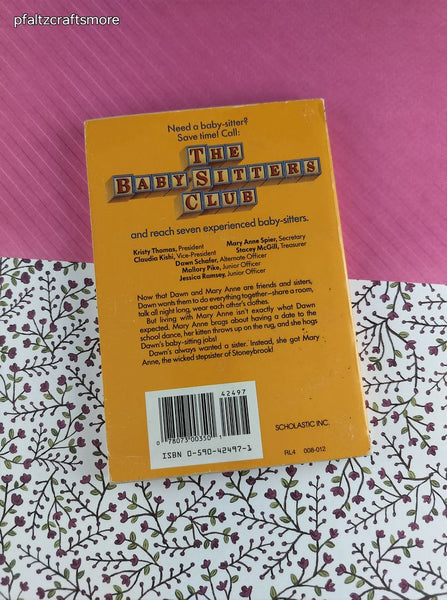 pfaltzcraftsmore
Need a baby-sitter?
Save time! Call:
THE
BABY SITTERS
CLUB
and reach seven experienced baby-sitters.
Kristy Thomas, President
Mary Anne Spier, Secretary
Claudia Kishi, Vice-President
Stacey McGill, Treasurer
Dawn Schafer, Alternate Officer
Mallory Pike, Junior Officer
Jessica Ramsey, Junior Officer
Now that Dawn and Mary Anne are friends and sisters,
Dawn wants them to do everything together—share a room,
talk all night long, wear each other's clothes.
But living with Mary Anne isn't exactly what Dawn
expected. Mary Anne brags about having a date to the
school dance, her kitten throws up on the rug, and she hogs
Dawn's baby-sitting jobs!
Dawn's always wanted a sister. Instead, she got Mary
Anne, the wicked stepsister of Stoneybrook!
42497
0 78073 00350 1
ISBN 0-590-42497-1
SCHOLASTIC INC.
RL4 008-012